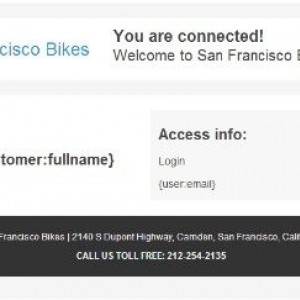 cisco Bikes
You are connected!
Welcome to San Francisco B
tomer:fullname}
Access info:
Login
{user:email}
Francisco Bikes | 2140 S Dupont Highway, Camden, San Francisco, Calif
CALL US TOLL FREE: 212-254-2135